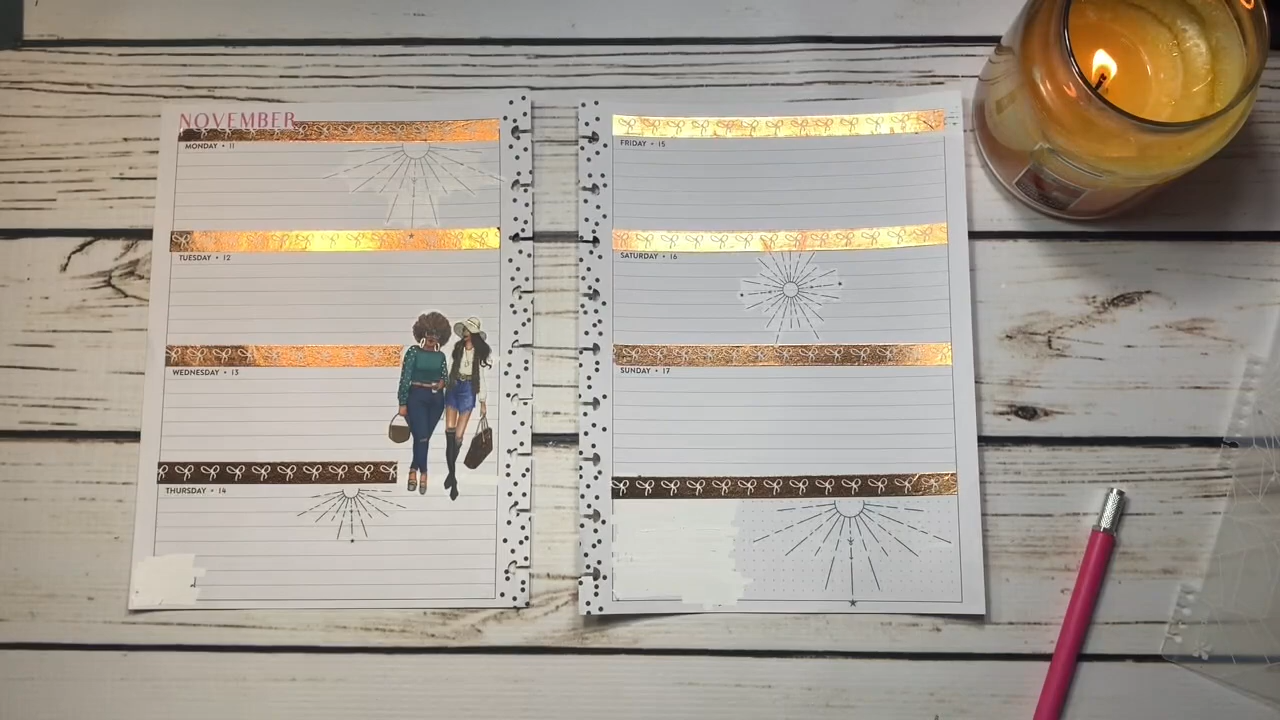 NOVEMBER
MONDAY • 11
TUESDAY • 12
WEDNESDAY • 13
THURSDAY • 14
FRIDAY • 15
SATURDAY • 16
SUNDAY • 17